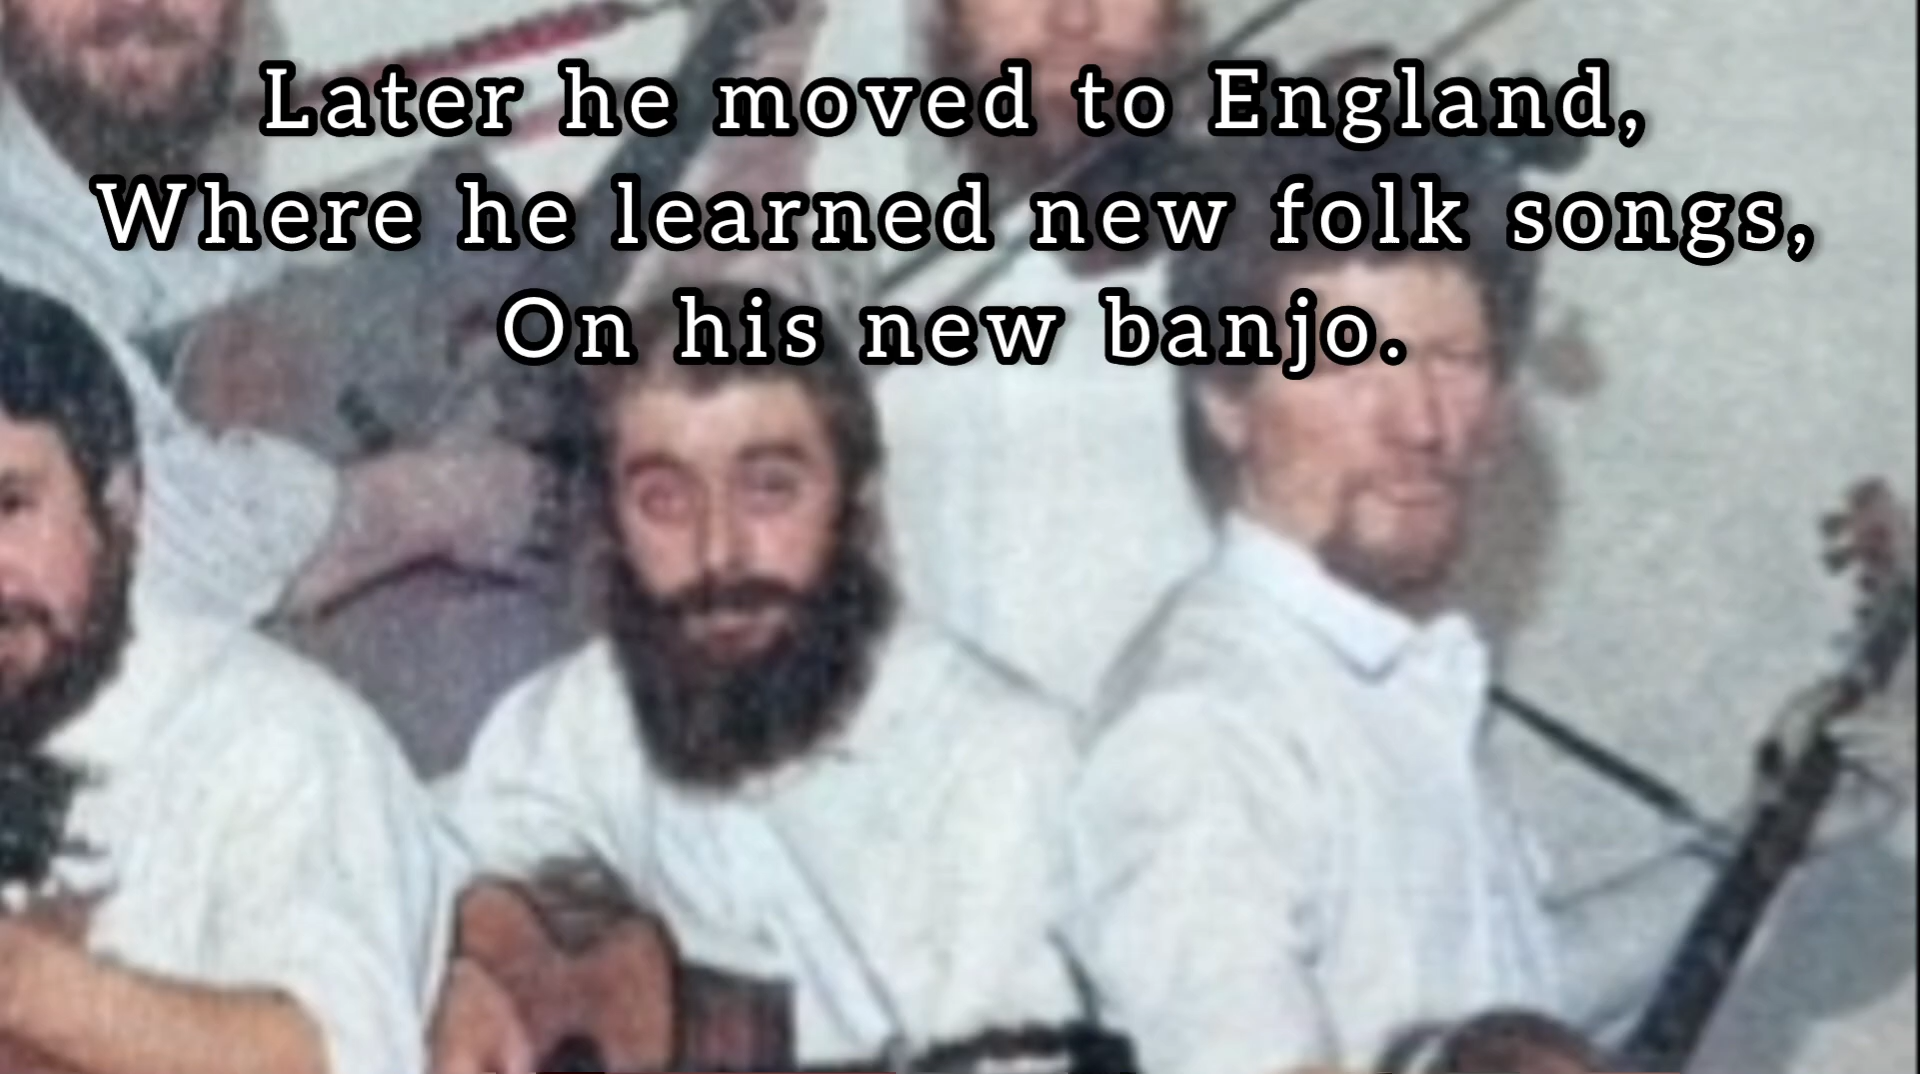 Later he moved to England,
Where he learned new folk songs,
On his new banjo.